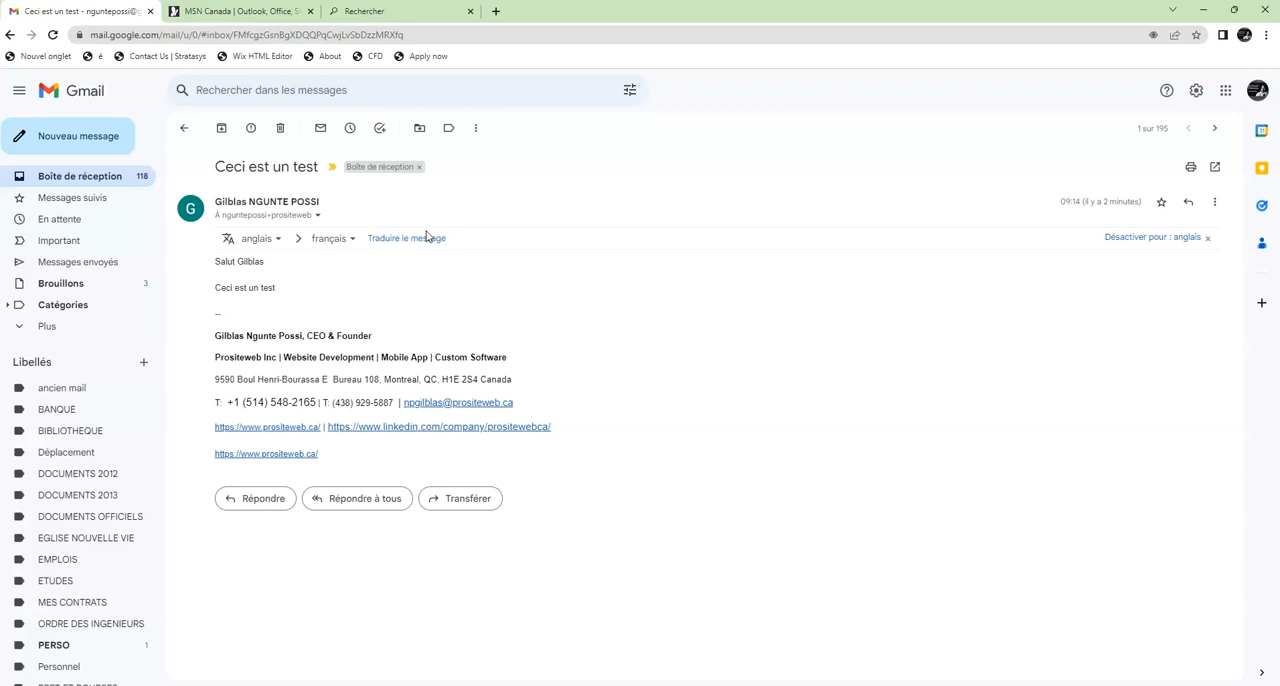 Ceci est un test - nguntepossi@g
MSN Canada | Outlook, Office, S
Rechercher
mail.google.com/mail/u/0/#inbox/FMfcgzGsnBgXDQQPqCwjLvSbDzzMRXfq
Nouvel onglet é Contact Us | Stratasys Wix HTML Editor About CFD Apply now
Gmail
Rechercher dans les messages
Nouveau message
1 sur 195
Ceci est un test Boîte de réception ×
Boîte de réception 118
Messages suivis
En attente
Important
Messages envoyés
Brouillons 3
Catégories
Plus
Libellés
ancien mail
BANQUE
BIBLIOTHEQUE
Déplacement
DOCUMENTS 2012
DOCUMENTS 2013
DOCUMENTS OFFICIELS
EGLISE NOUVELLE VIE
EMPLOIS
ETUDES
MES CONTRATS
ORDRE DES INGENIEURS
PERSO 1
Personnel
G
Gilblas NGUNTE POSSI
09:14 (il y a 2 minutes)
À nguntepossi+prositeweb
anglais > français Traduire le message
Désactiver pour : anglais ×
Salut Gilblas
Ceci est un test
--
Gilblas Ngunte Possi, CEO & Founder
Prositeweb Inc | Website Development | Mobile App | Custom Software
9590 Boul Henri-Bourassa E Bureau 108, Montreal, QC, H1E 2S4 Canada
T: +1 (514) 548-2165 | T: (438) 929-5887 | npgilblas@prositeweb.ca
https://www.prositeweb.ca/ | https://www.linkedin.com/company/prositewebca/
https://www.prositeweb.ca/
Répondre
Répondre à tous
Transférer